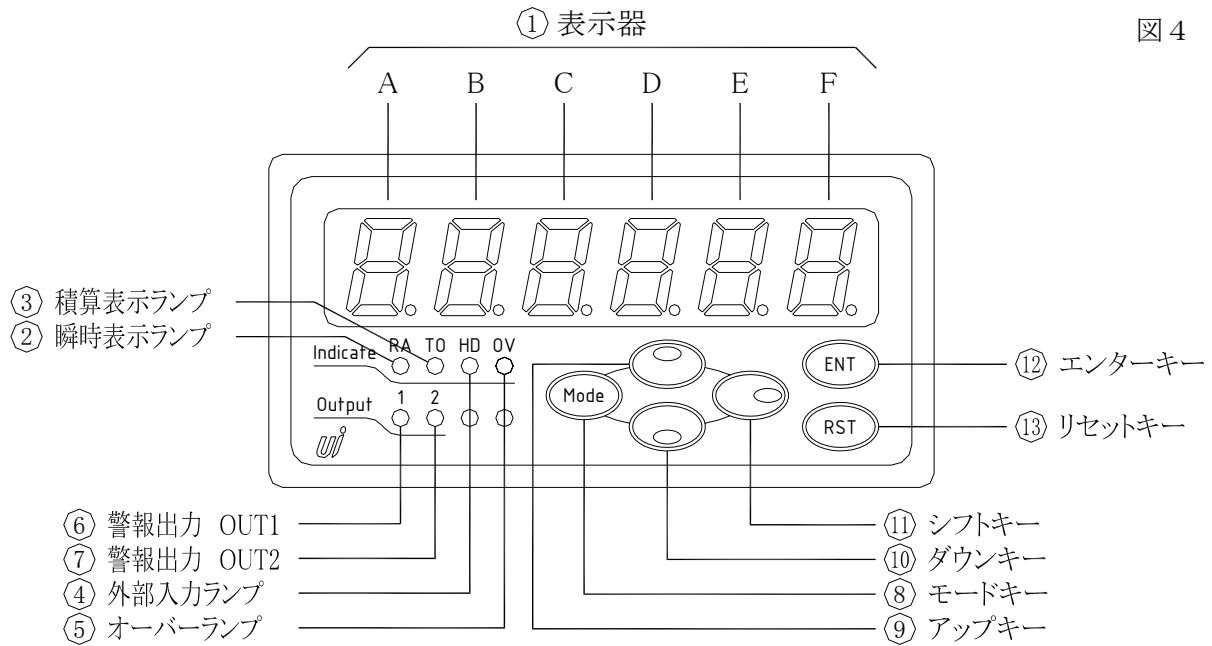 ① 表示器
図4
A B C D E F
③ 積算表示ランプ
② 瞬時表示ランプ
Indicate RA TO HD OV
Output 1 2
Mode
ENT
RST
⑫ エンターキー
⑬ リセットキー
⑥ 警報出力 OUT1
⑦ 警報出力 OUT2
④ 外部入力ランプ
⑤ オーバーランプ
⑪ シフトキー
⑩ ダウンキー
⑧ モードキー
⑨ アップキー